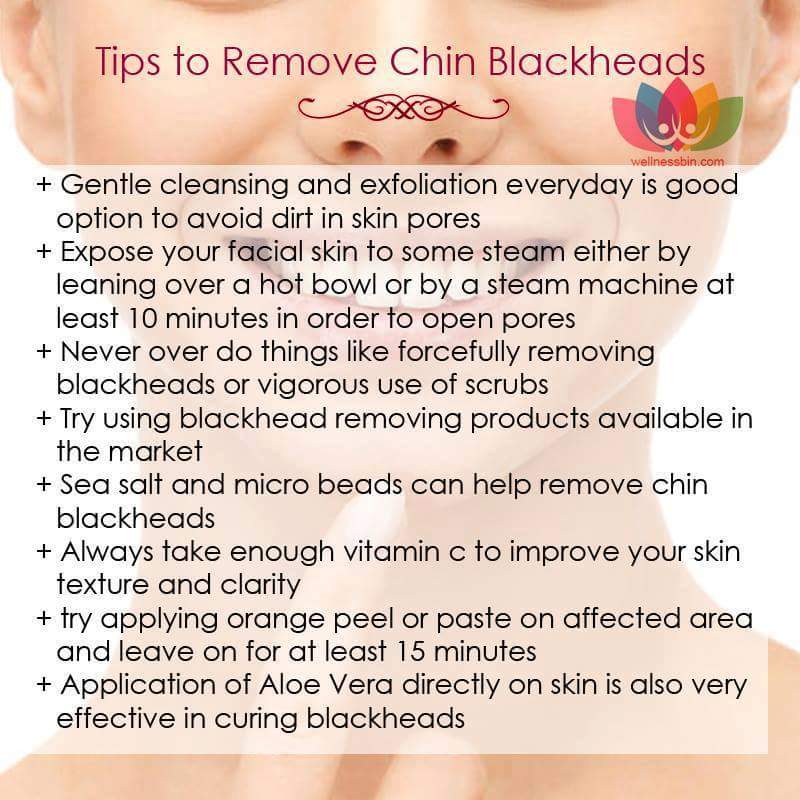 Tips to Remove Chin Blackheads
wellnessbin.com
+ Gentle cleansing and exfoliation everyday is good
option to avoid dirt in skin pores
+ Expose your facial skin to some steam either by
leaning over a hot bowl or by a steam machine at
least 10 minutes in order to open pores
+ Never over do things like forcefully removing
blackheads or vigorous use of scrubs
+ Try using blackhead removing products available in
the market
+ Sea salt and micro beads can help remove chin
blackheads
+ Always take enough vitamin c to improve your skin
texture and clarity
+ try applying orange peel or paste on affected area
and leave on for at least 15 minutes
+ Application of Aloe Vera directly on skin is also very
effective in curing blackheads